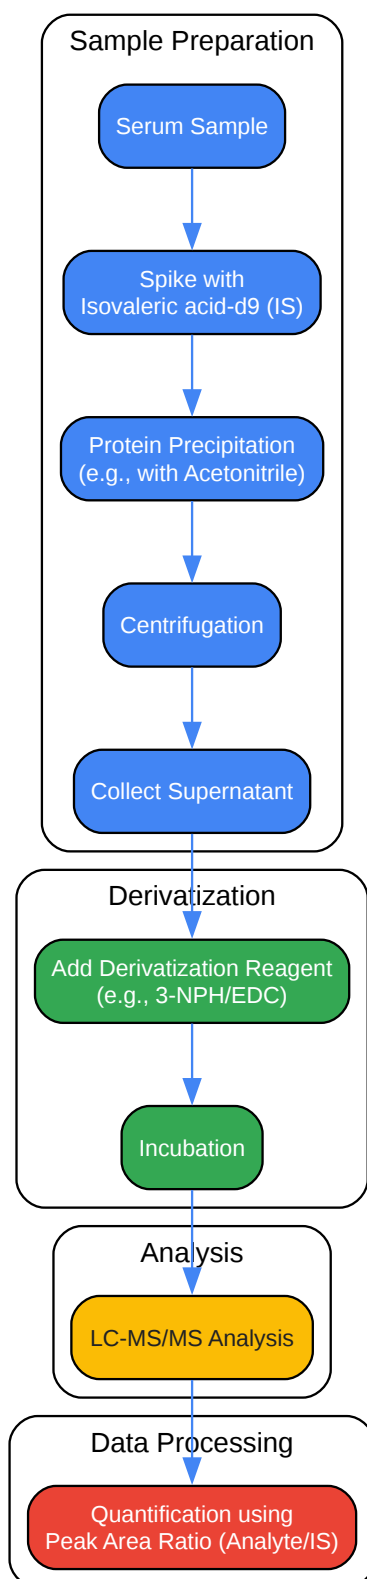 Sample Preparation
Serum Sample
Spike with
Isovaleric acid-d9 (IS)
Protein Precipitation
(e.g., with Acetonitrile)
Centrifugation
Collect Supernatant
Derivatization
Add Derivatization Reagent
(e.g., 3-NPH/EDC)
Incubation
Analysis
LC-MS/MS Analysis
Data Processing
Quantification using
Peak Area Ratio (Analyte/IS)